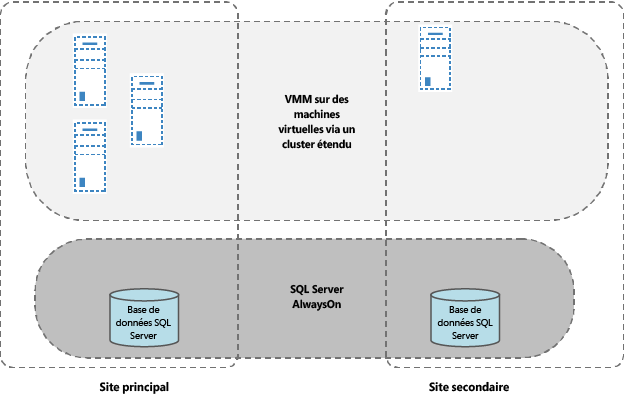 VMM sur des
machines
virtuelles via un
cluster étendu
SQL Server
AlwaysOn
Base de
données SQL
Server
Base de
données SQL
Server
Site principal
Site secondaire